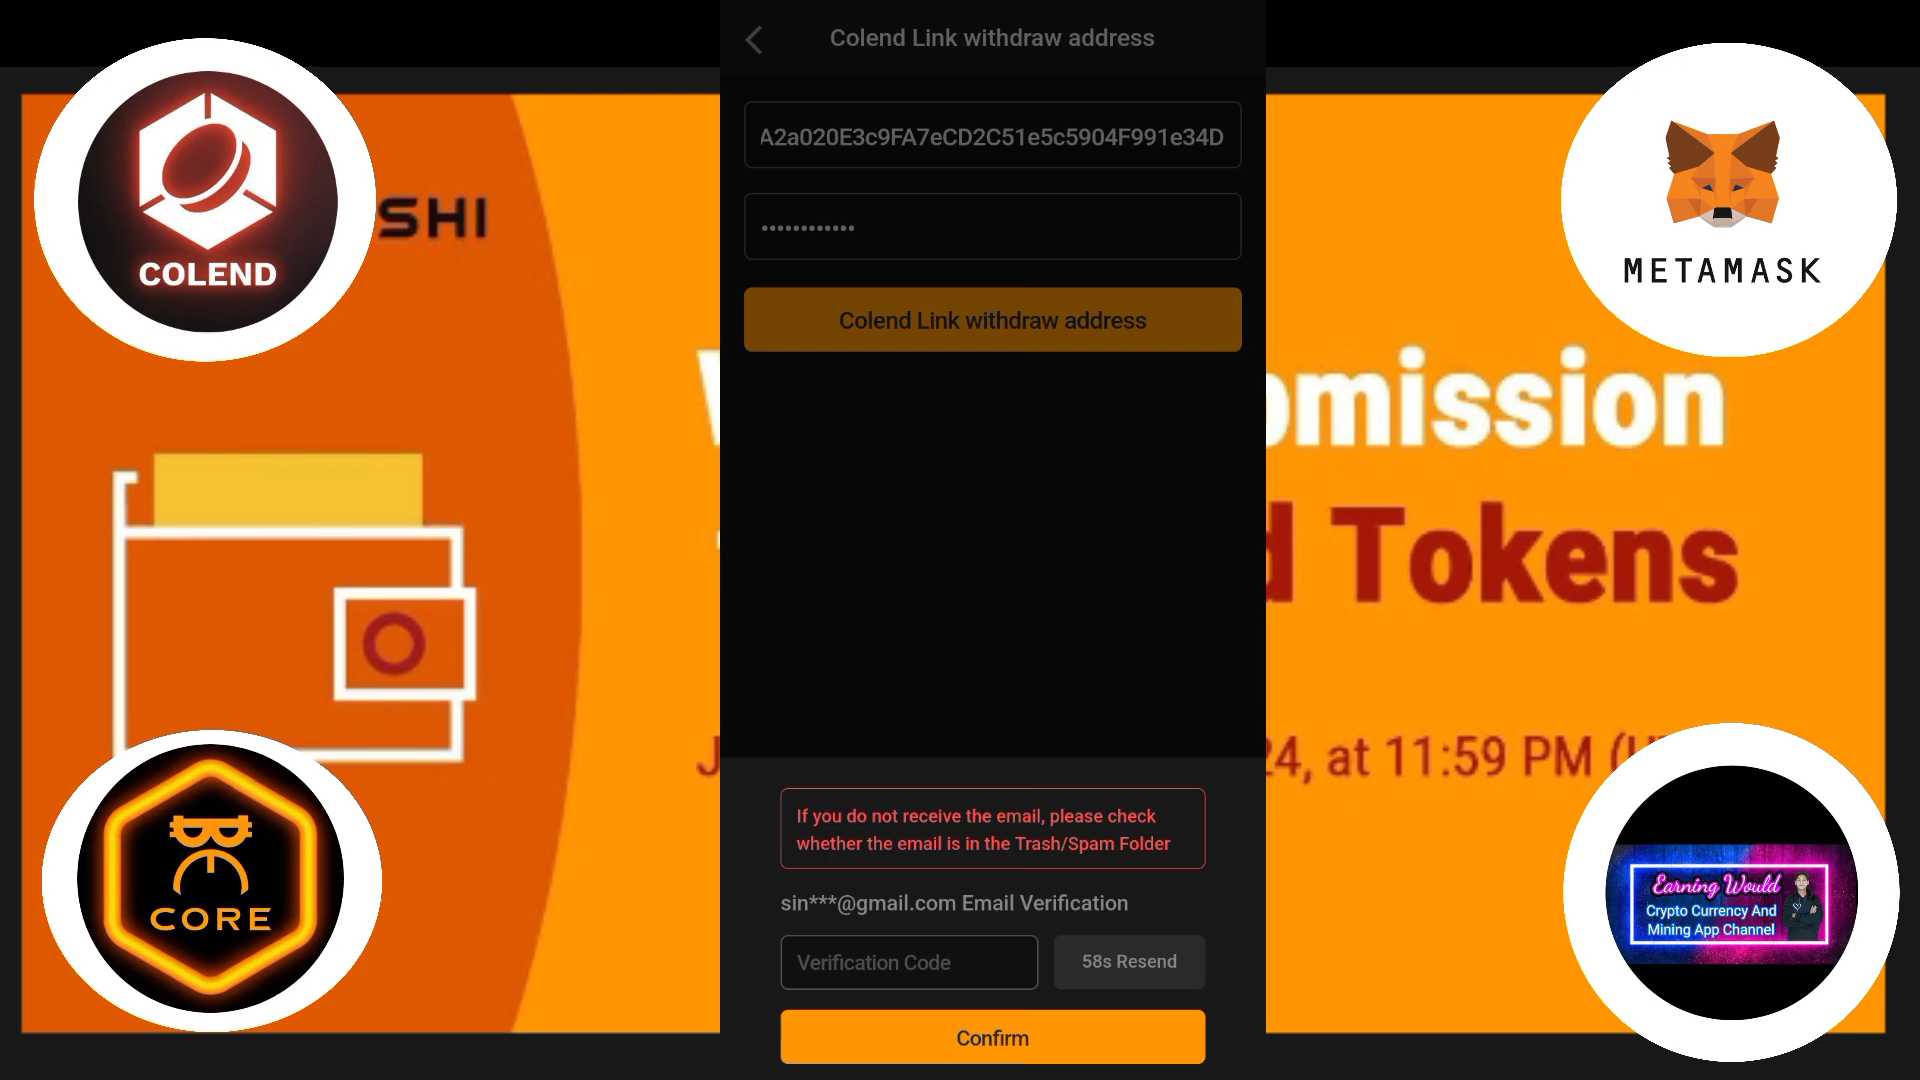 Colend Link withdraw address
A2a020E3c9FA7eCD2C51e5c5904F991e34D
••••••••••••
Colend Link withdraw address
If you do not receive the email, please check
whether the email is in the Trash/Spam Folder
sin***@gmail.com Email Verification
Verification Code
58s Resend
Confirm
COLEND
SHI
METAMASK
mission
Tokens
24, at 11:59 PM
CORE
Earning Would
Crypto Currency And
Mining App Channel